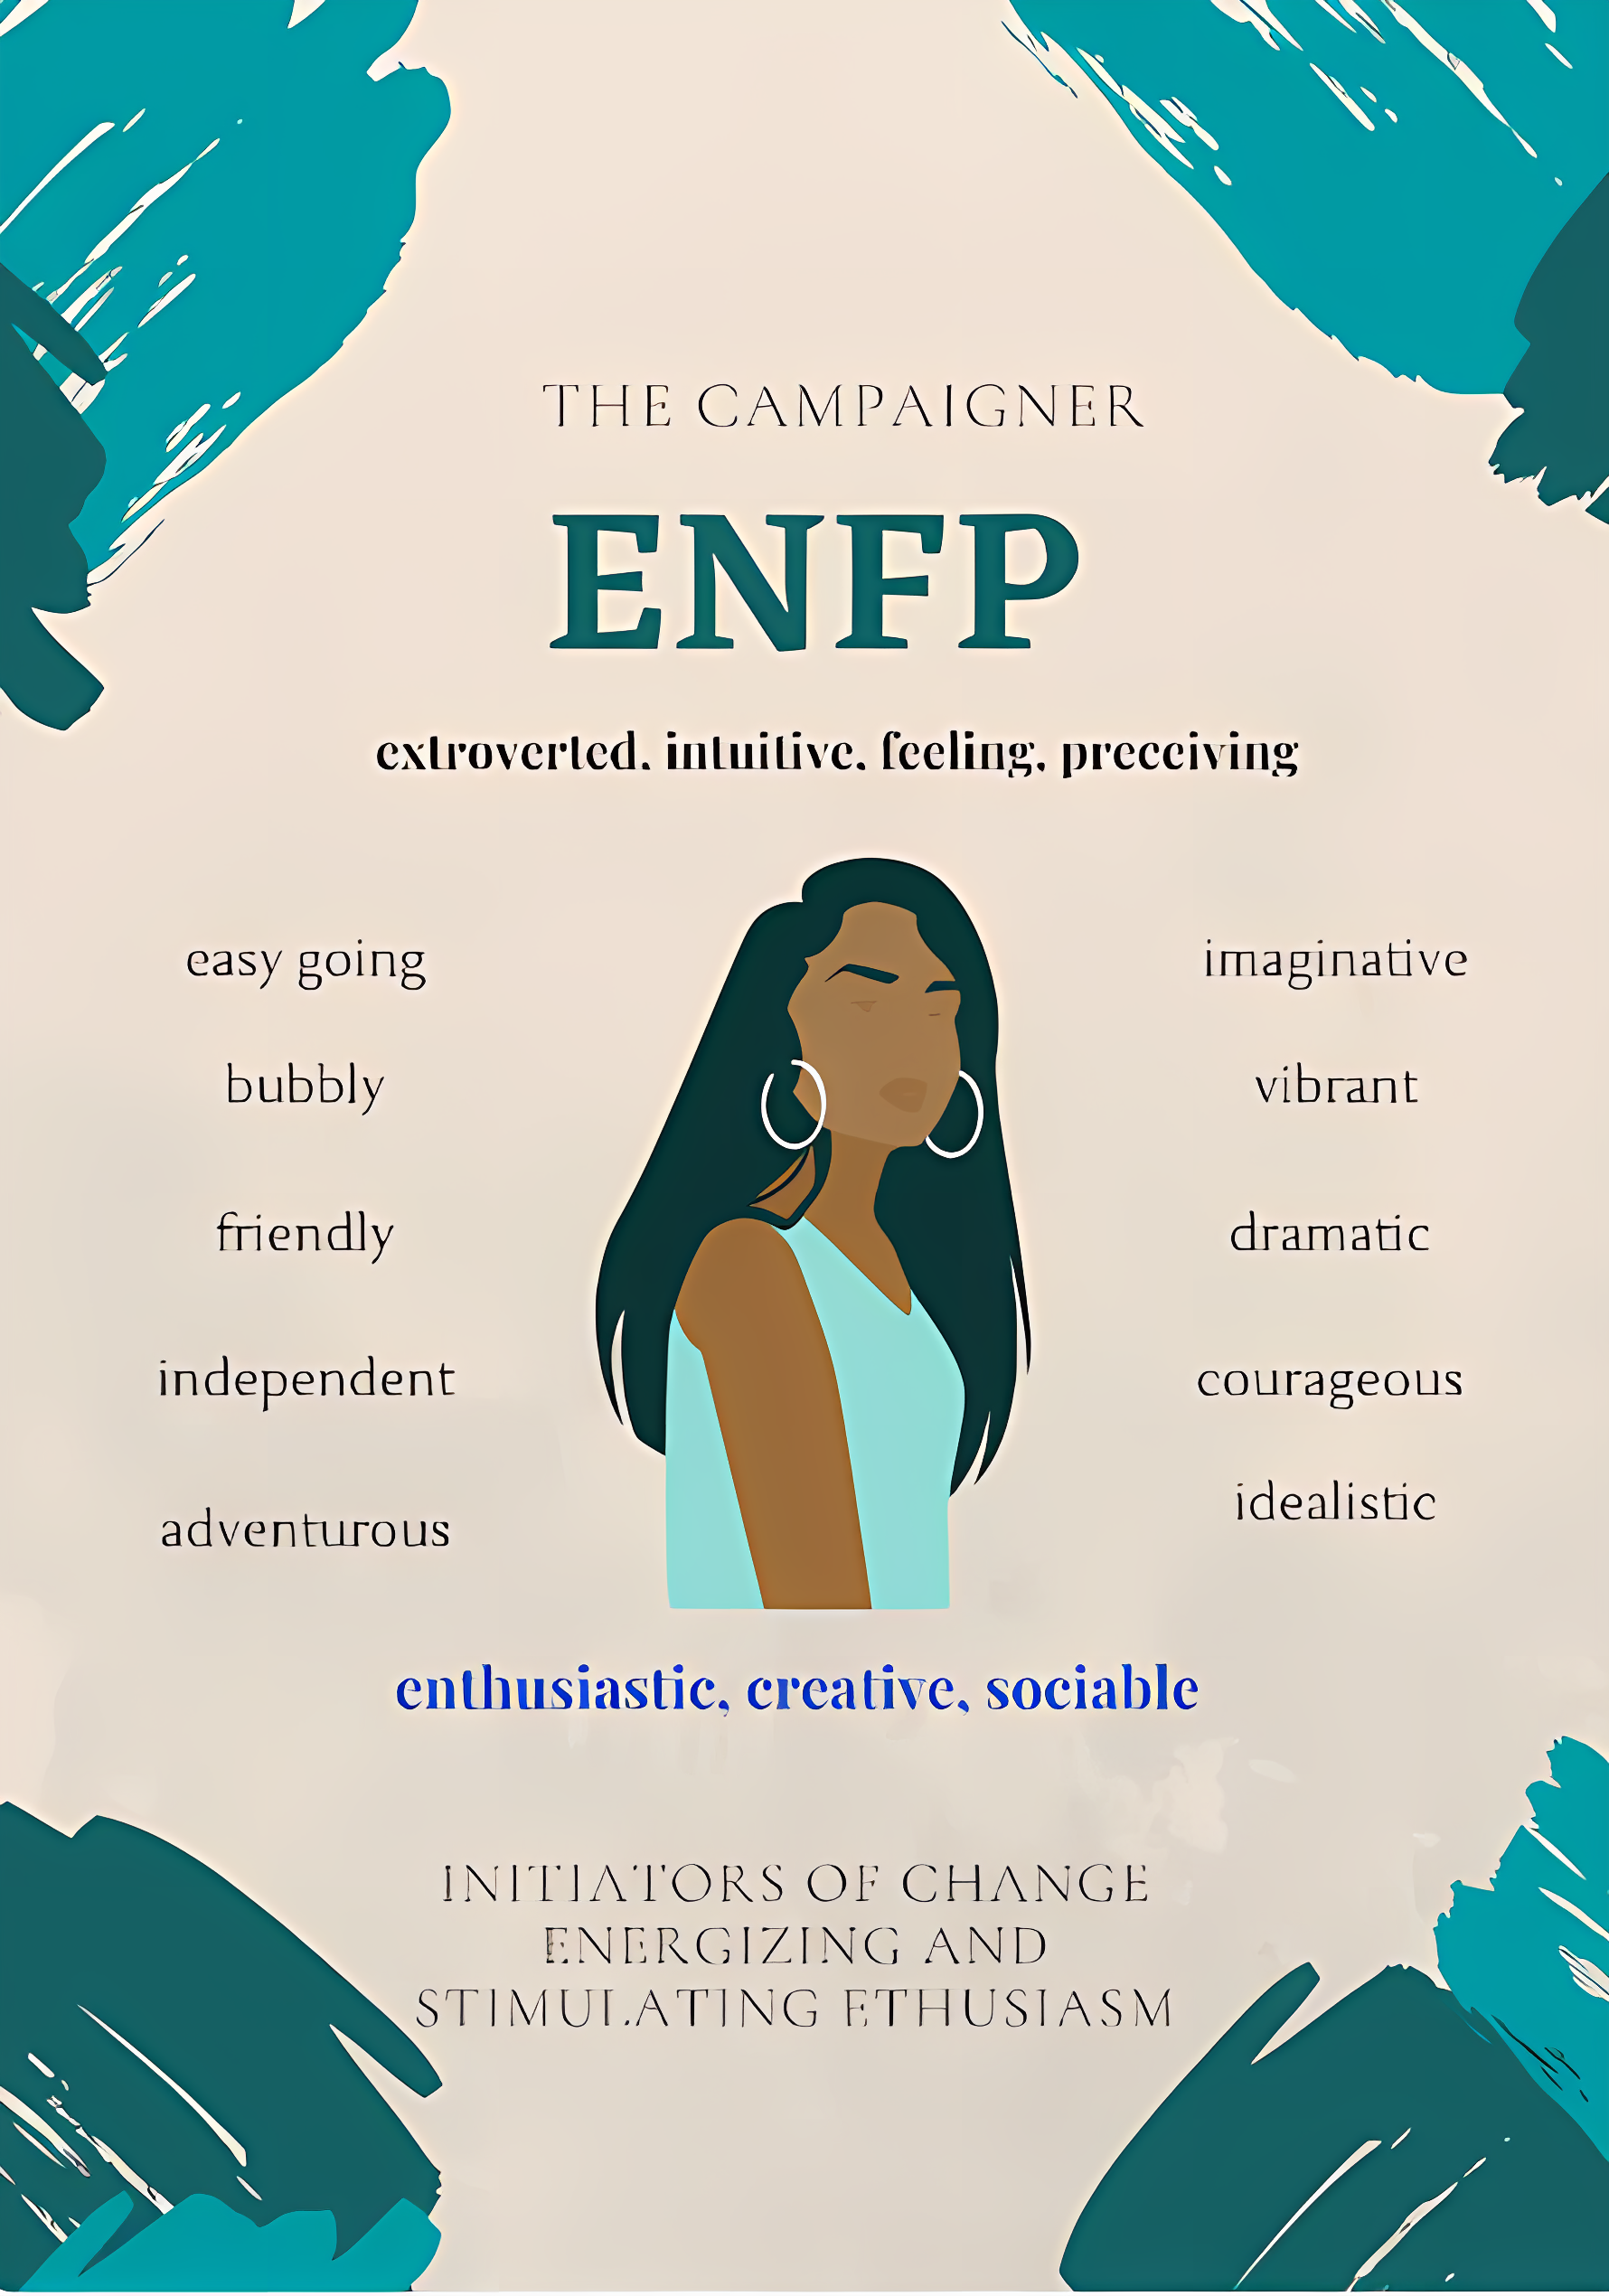 THE CAMPAIGNER
ENFP
extroverted, intuitive, feeling, preceiving
easy going
imaginative
bubbly
vibrant
friendly
dramatic
independent
courageous
adventurous
idealistic
enthusiastic, creative, sociable
INITIATORS OF CHANGE
ENERGIZING AND
STIMULATING ETHUSIASM